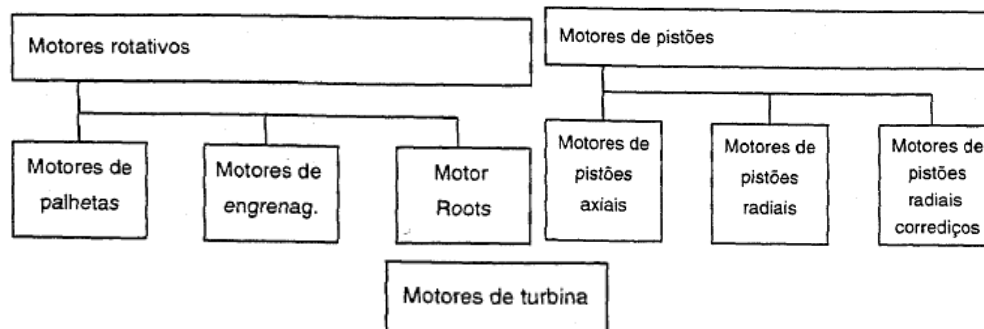 Motores rotativos
Motores de pistões
Motores de
palhetas
Motores de
engrenag.
Motor
Roots
Motores de
pistões
axiais
Motores de
pistões
radiais
Motores de
pistões
radiais
corrediços
Motores de turbina